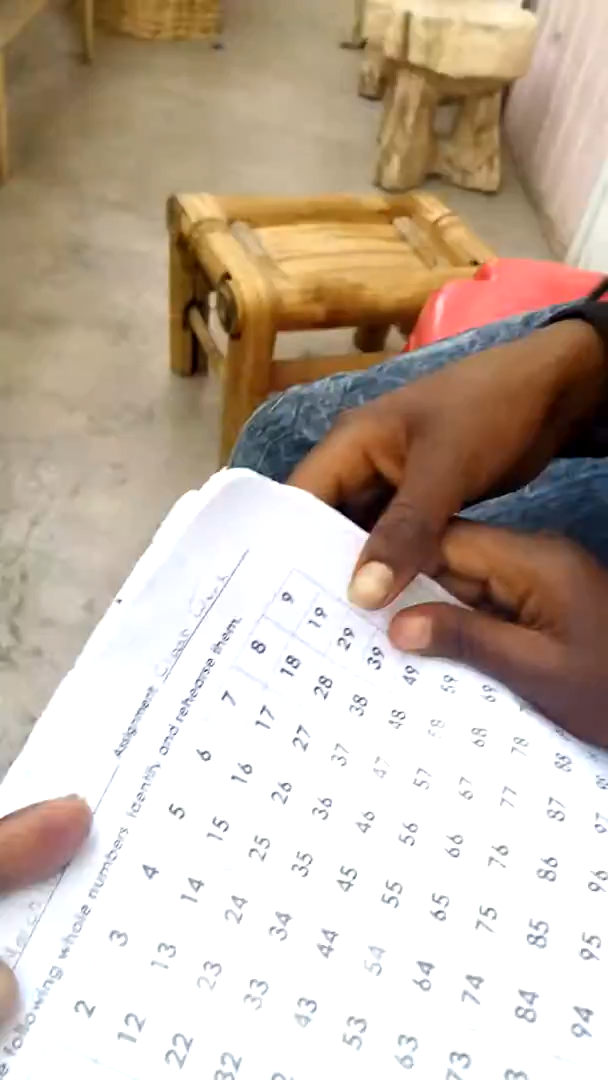 Assignment
following whole numbers identify and rehearse them.
2 3 4 5 6 7 8 9
12 13 14 15 16 17 18 19
22 23 24 25 26 27 28 29
32 33 34 35 36 37 38 39
43 44 45 46 47 48 49
53 54 55 56 57 58 59
63 64 65 66 67 68 69
73 74 75 76 77 78
84 85 86 87 88
94 95 96 97